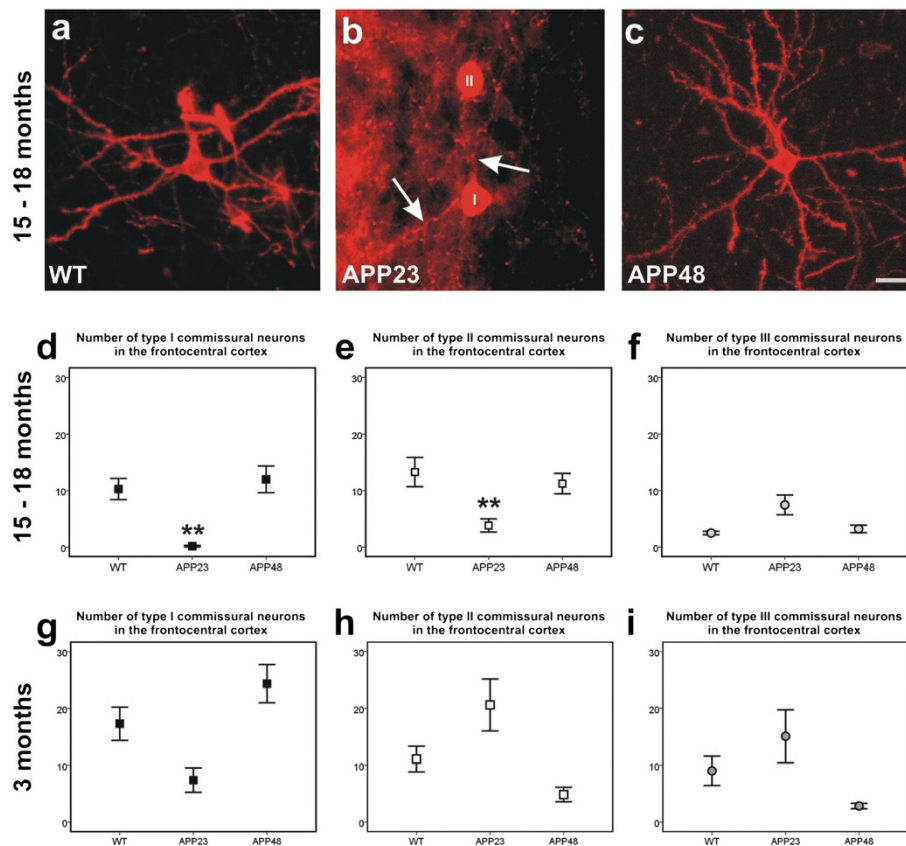 15 - 18 months
a
WT
b
II
I
APP23
c
APP48
15 - 18 months
d
Number of type I commissural neurons
in the frontocentral cortex
30
20
10
0
**
WT
APP23
APP48
e
Number of type II commissural neurons
in the frontocentral cortex
30
20
10
0
**
WT
APP23
APP48
f
Number of type III commissural neurons
in the frontocentral cortex
30
20
10
0
WT
APP23
APP48
3 months
g
Number of type I commissural neurons
in the frontocentral cortex
30
20
10
0
WT
APP23
APP48
h
Number of type II commissural neurons
in the frontocentral cortex
30
20
10
0
WT
APP23
APP48
i
Number of type III commissural neurons
in the frontocentral cortex
30
20
10
0
WT
APP23
APP48